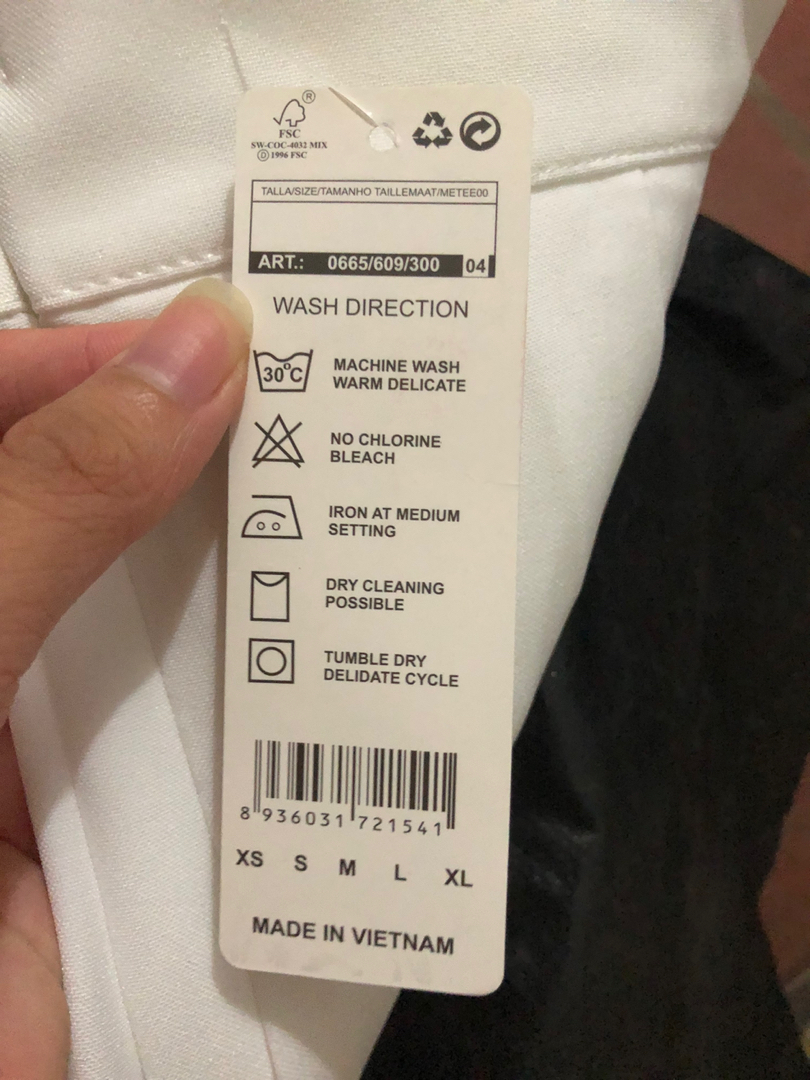 ®
FSC
SW-COC-4032 MIX
Ⓓ 1996 FSC
TALLA/SIZE/TAMANHO TAILLEMAAT/METEE00
ART.: 0665/609/300 04
WASH DIRECTION
30°C
MACHINE WASH
WARM DELICATE
NO CHLORINE
BLEACH
IRON AT MEDIUM
SETTING
DRY CLEANING
POSSIBLE
TUMBLE DRY
DELIDATE CYCLE
8 936031 721541
XS S M L XL
MADE IN VIETNAM